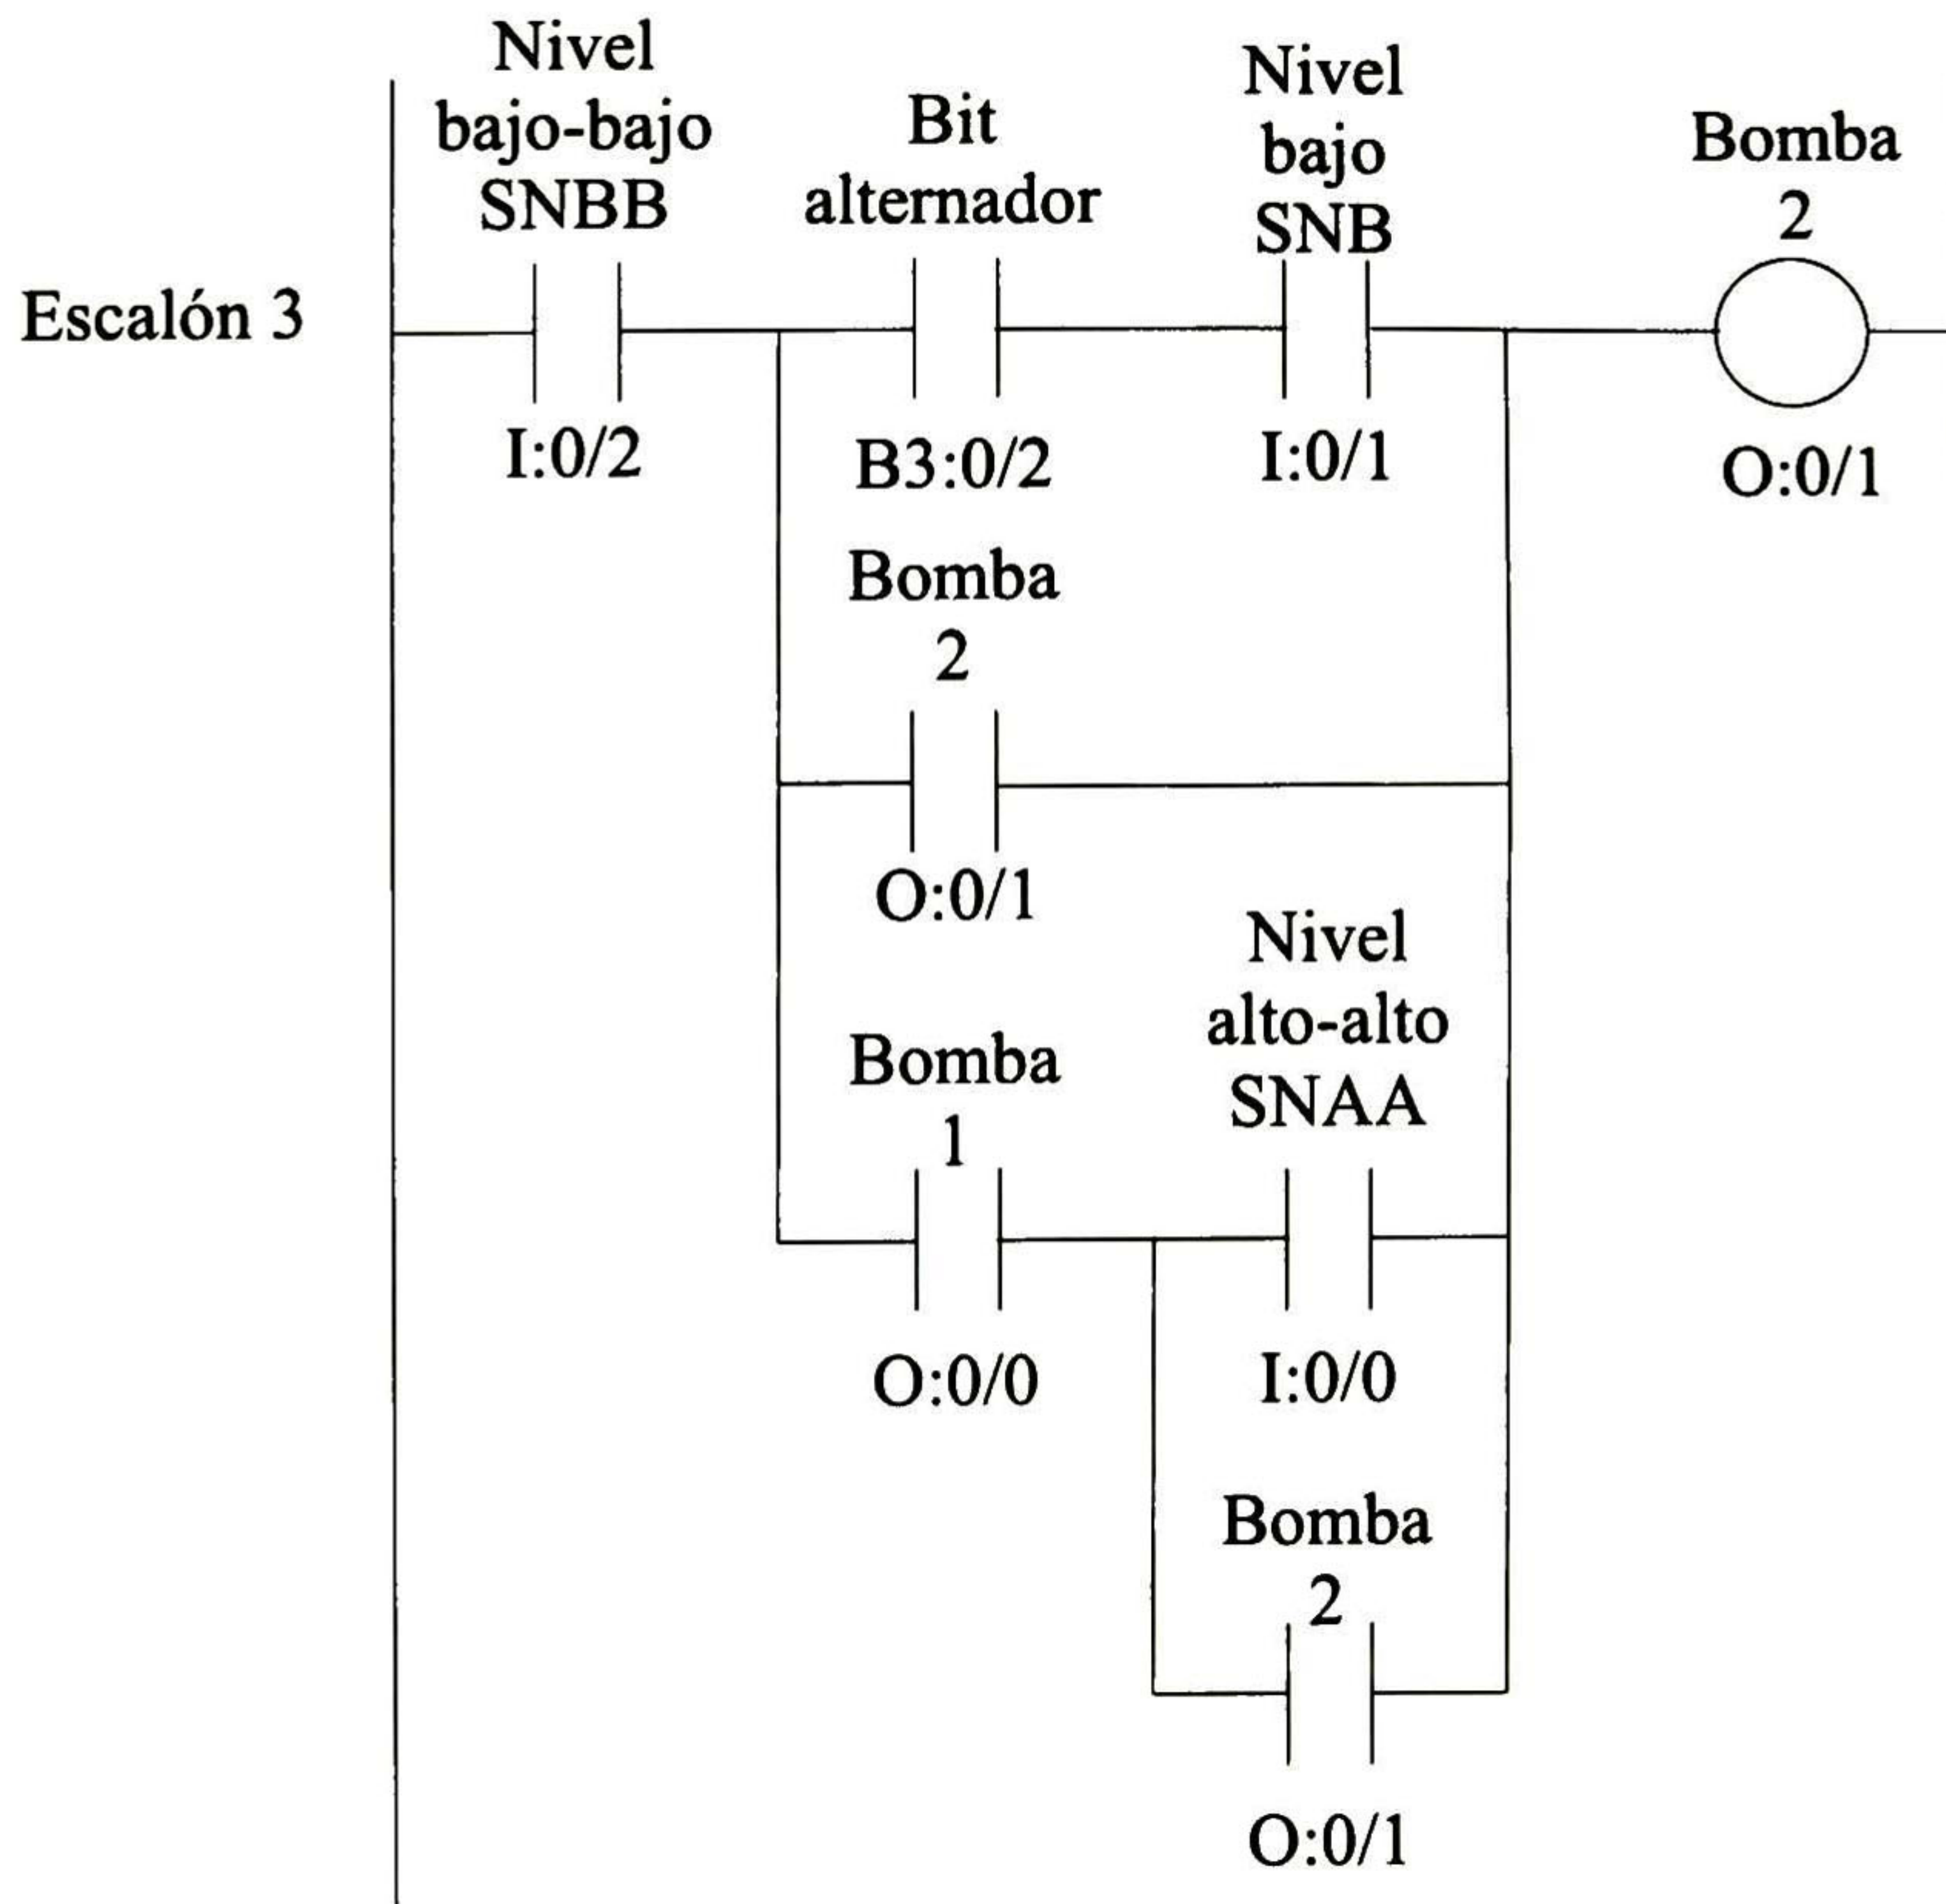 Nivel
bajo-bajo
SNBB
Bit
alternador
Nivel
bajo
SNB
Bomba
2
Escalón 3
I:0/2
B3:0/2
I:0/1
O:0/1
Bomba
2
O:0/1
Bomba
1
Nivel
alto-alto
SNAA
O:0/0
I:0/0
Bomba
2
O:0/1